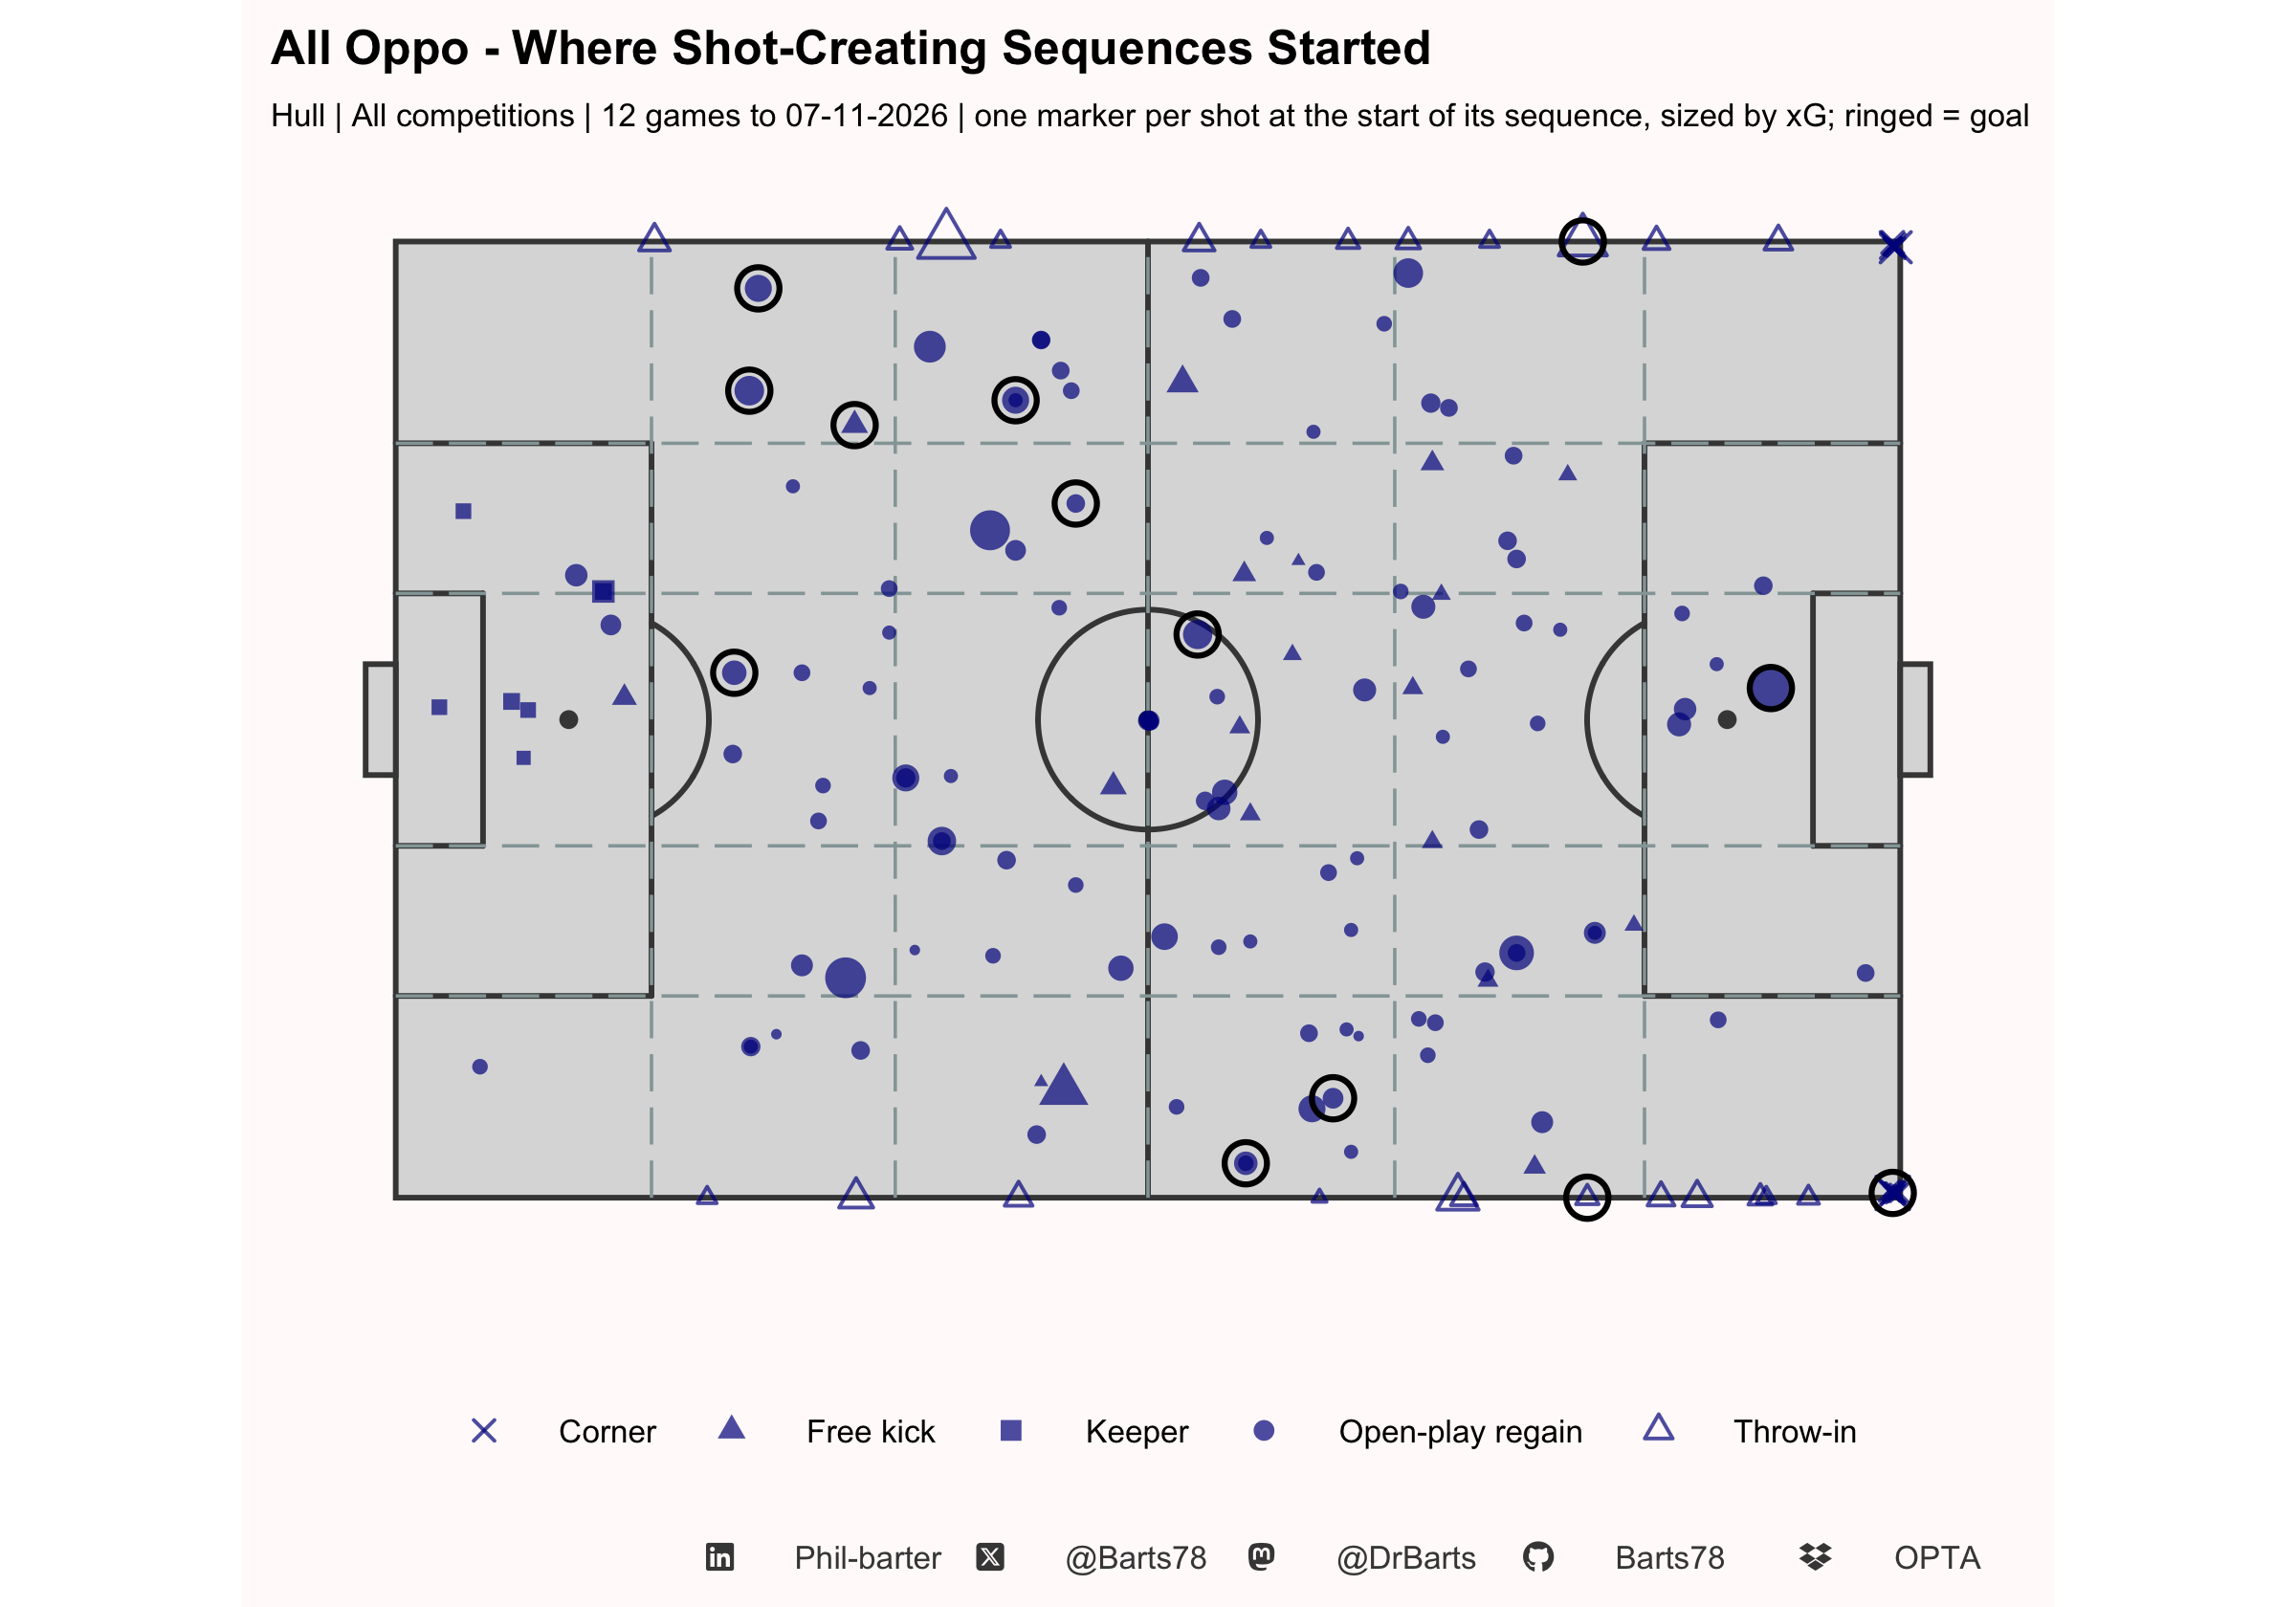 All Oppo - Where Shot-Creating Sequences Started
Hull | All competitions | 12 games to 07-11-2026 | one marker per shot at the start of its sequence, sized by xG; ringed = goal
Corner Free kick Keeper Open-play regain Throw-in
Phil-barter @Barts78 @DrBarts Barts78 OPTA